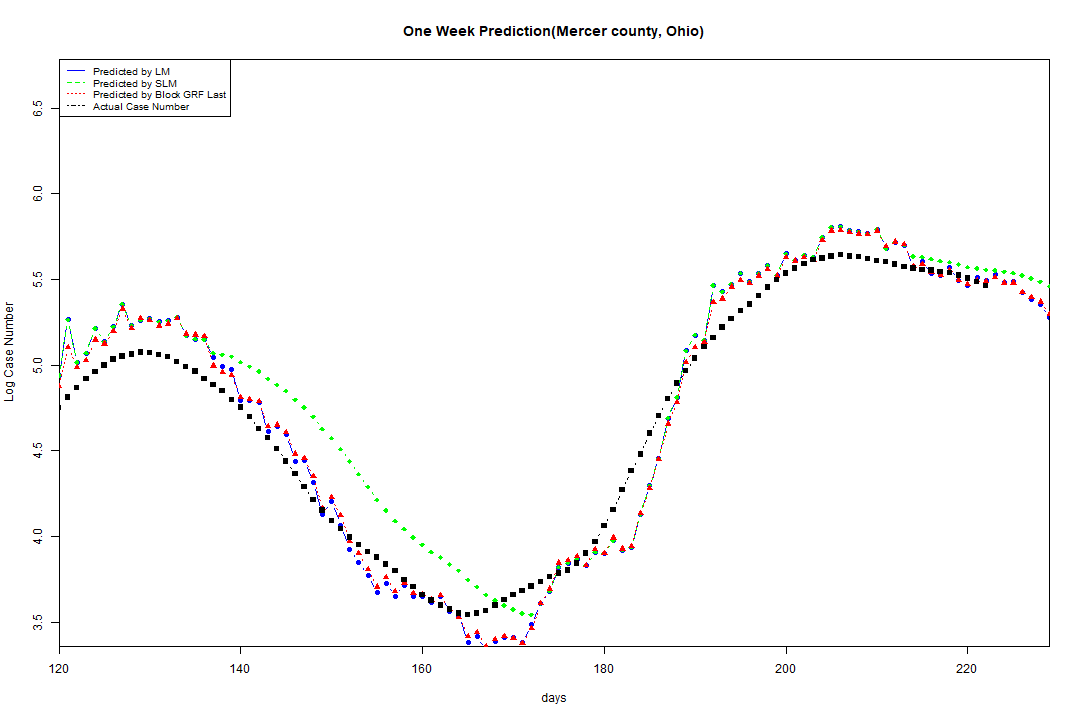 One Week Prediction(Mercer county, Ohio)
Predicted by LM
Predicted by SLM
Predicted by Block GRF Last
Actual Case Number
Log Case Number
6.5
6.0
5.5
5.0
4.5
4.0
3.5
120 140 160 180 200 220
days